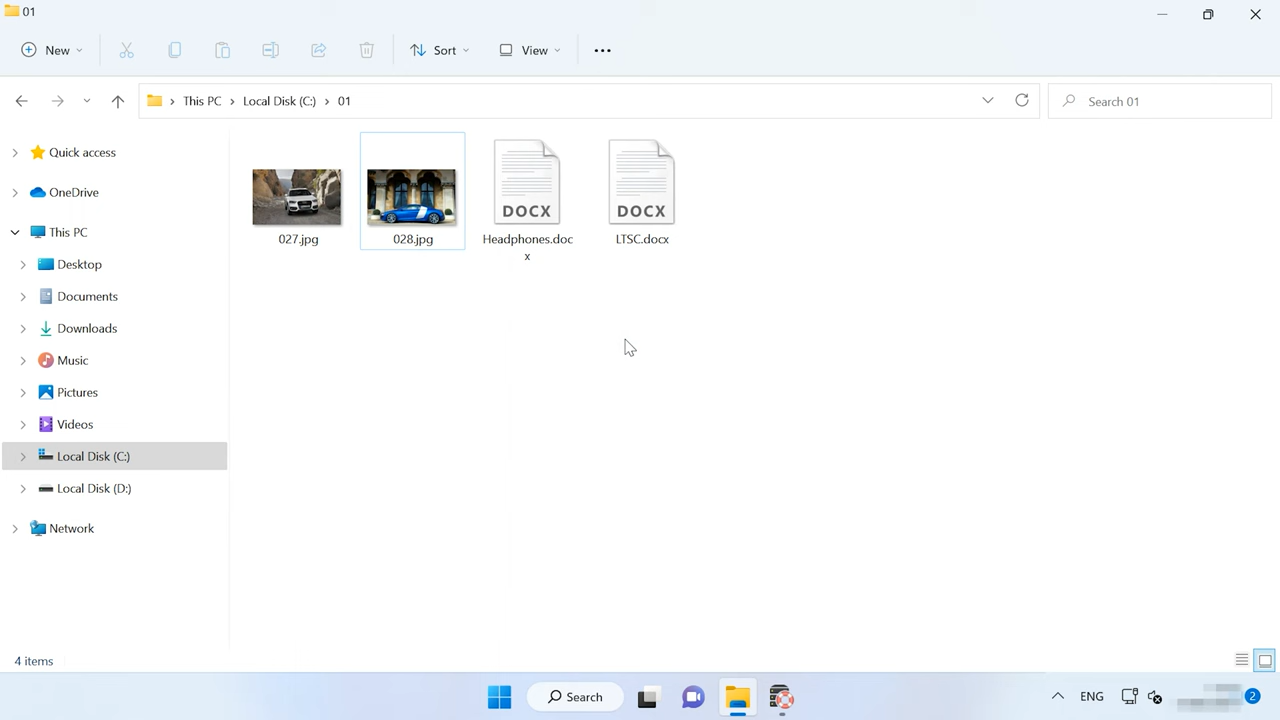 01
New
Sort
View
This PC
Local Disk (C:)
01
Search 01
Quick access
OneDrive
This PC
Desktop
Documents
Downloads
Music
Pictures
Videos
Local Disk (C:)
Local Disk (D:)
Network
027.jpg
028.jpg
DOCX
Headphones.doc
x
DOCX
LTSC.docx
4 items
Search
ENG
2